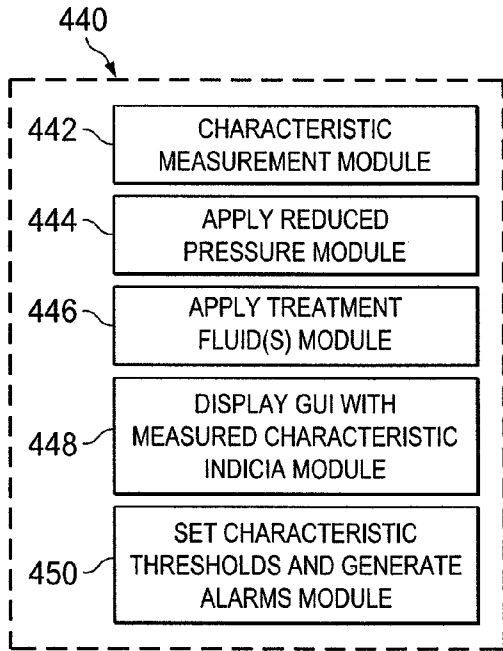 440
442
CHARACTERISTIC
MEASUREMENT MODULE
444
APPLY REDUCED
PRESSURE MODULE
446
APPLY TREATMENT
FLUID(S) MODULE
448
DISPLAY GUI WITH
MEASURED CHARACTERISTIC
INDICIA MODULE
450
SET CHARACTERISTIC
THRESHOLDS AND GENERATE
ALARMS MODULE